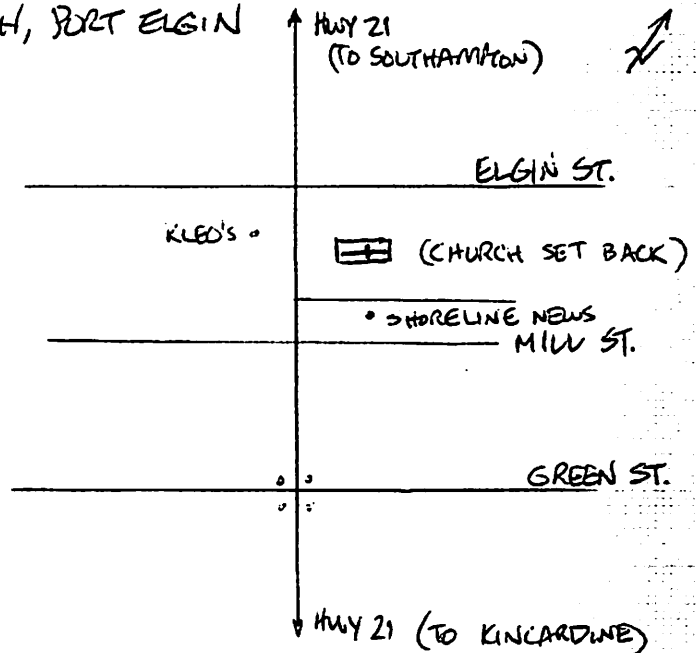 H, PORT ELGIN
HWY 21
(TO SOUTHAMPTON)
N
ELGIN ST.
KLEO'S
(CHURCH SET BACK)
SHORELINE NEWS
MILL ST.
GREEN ST.
HWY 21 (TO KINCARDINE)